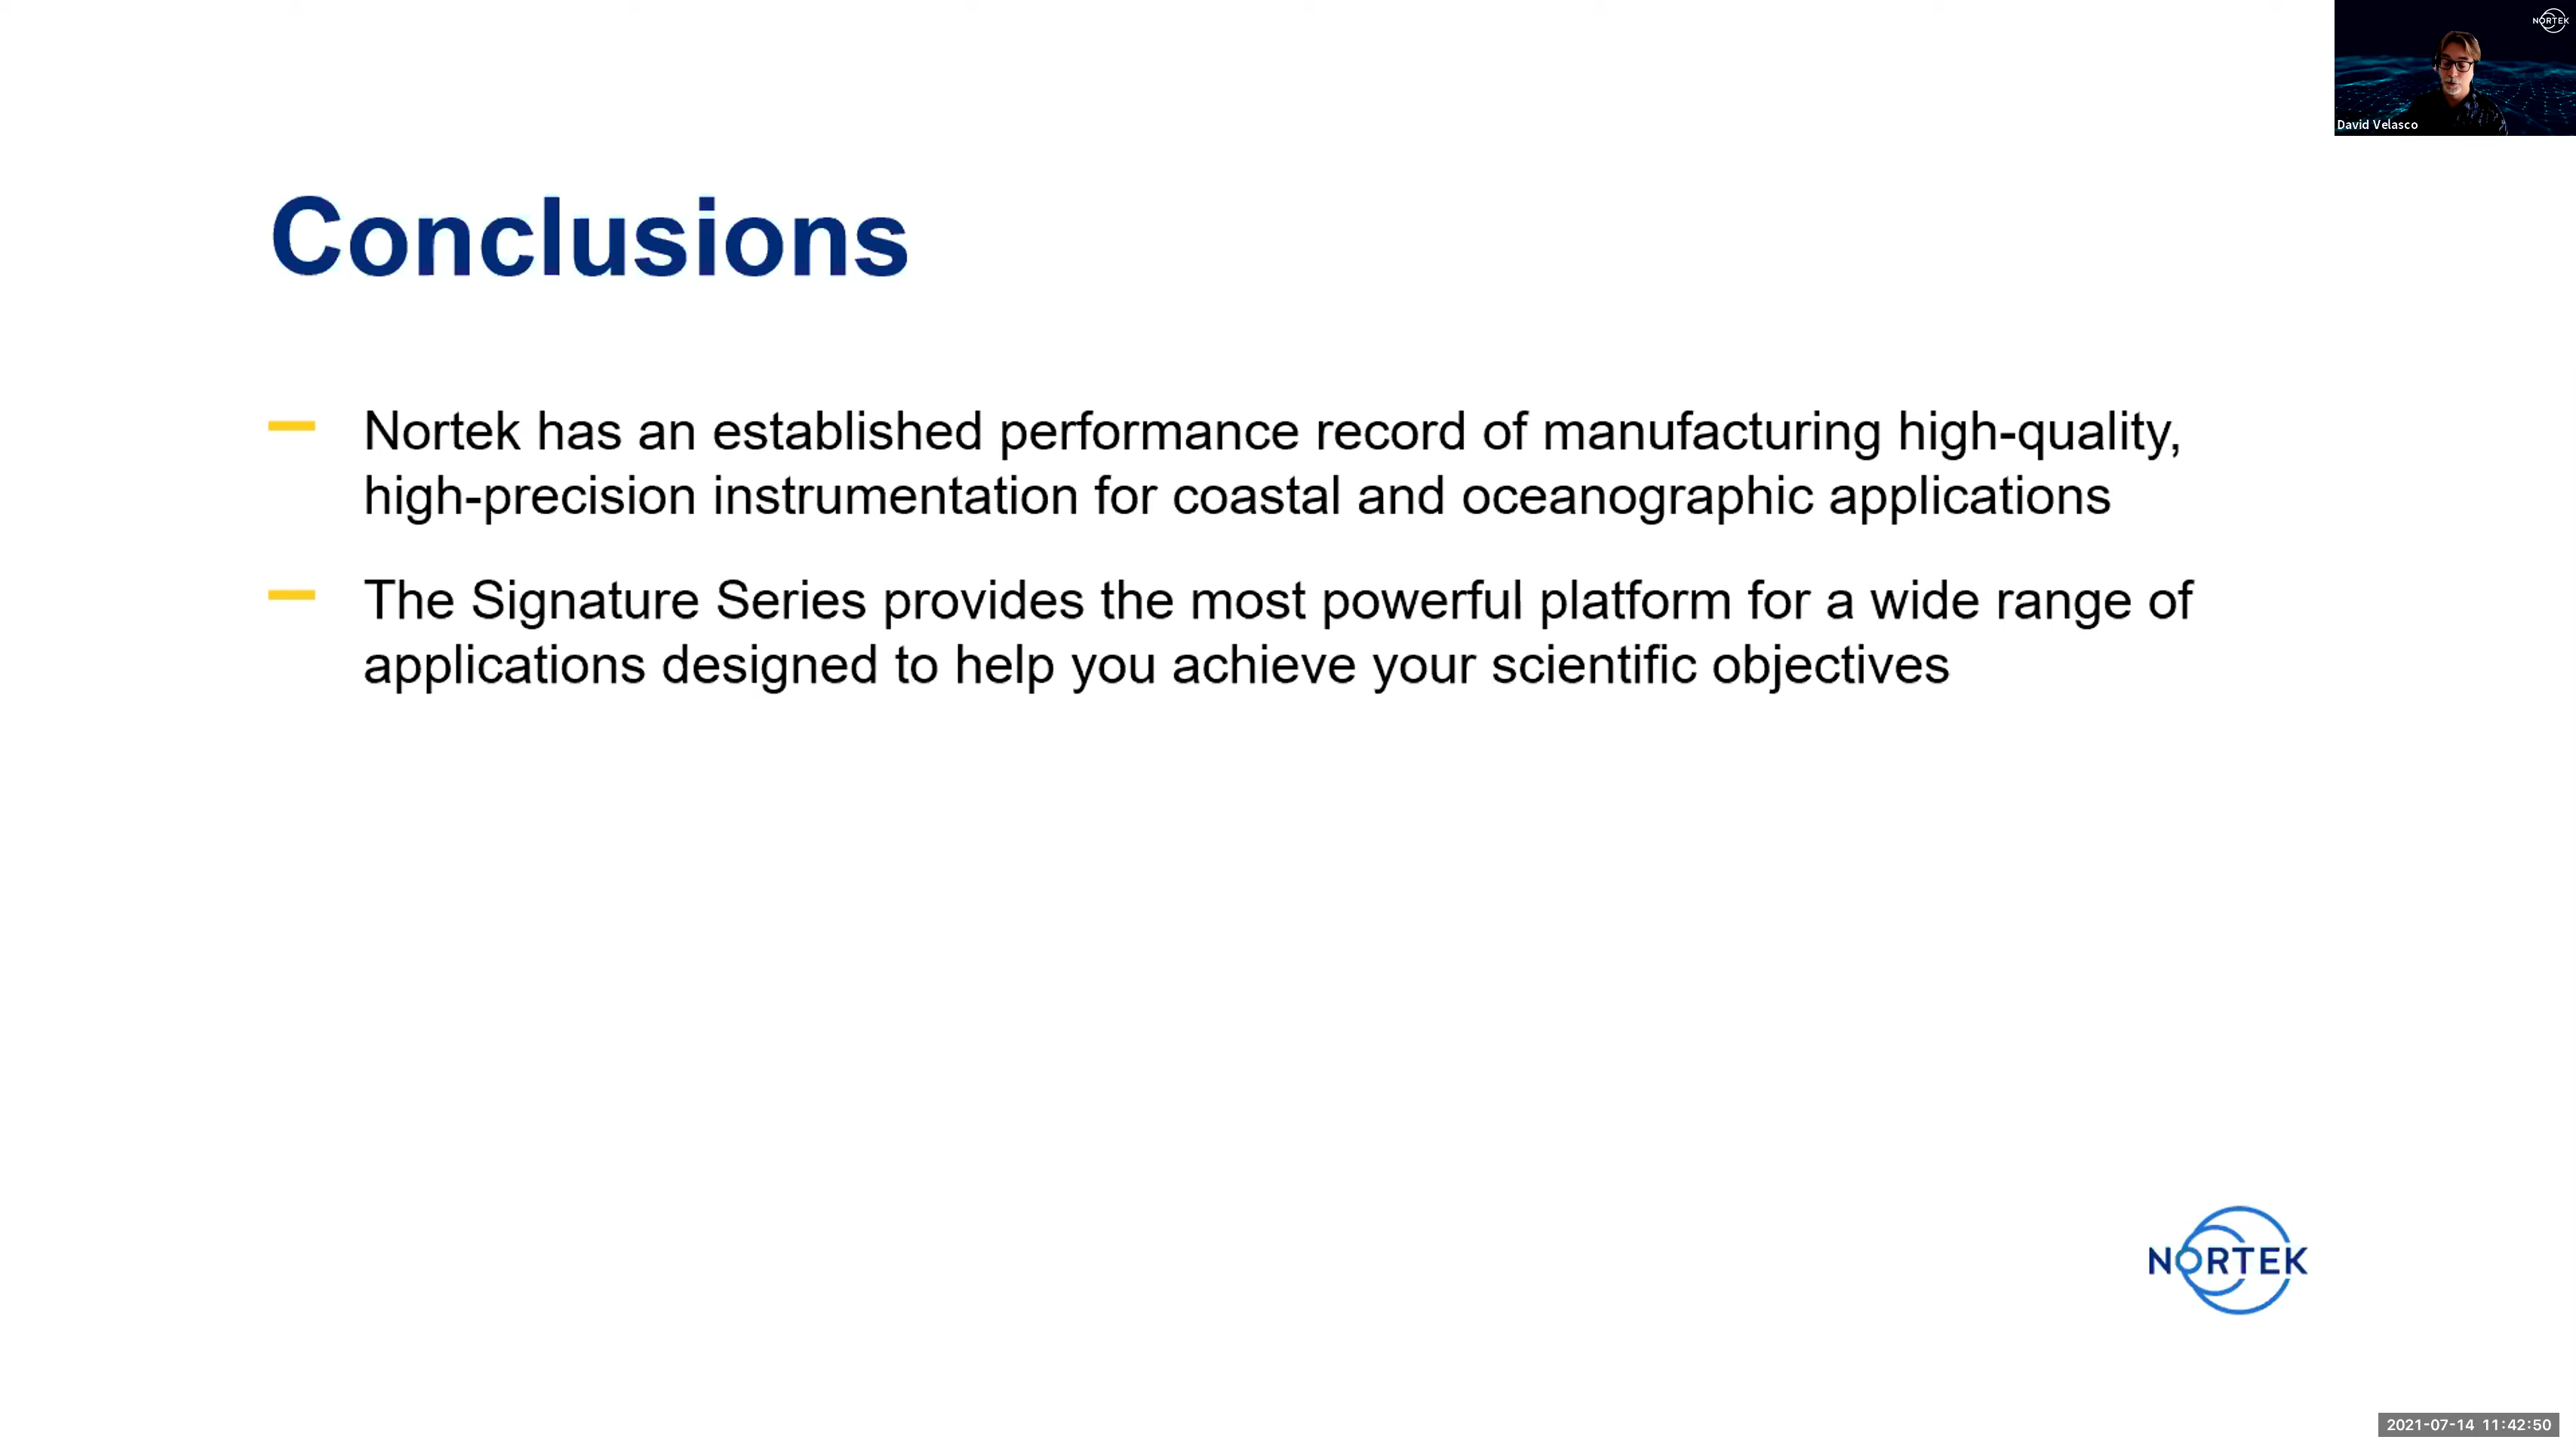 NORTEK
David Velasco
Conclusions
Nortek has an established performance record of manufacturing high-quality,
high-precision instrumentation for coastal and oceanographic applications
The Signature Series provides the most powerful platform for a wide range of
applications designed to help you achieve your scientific objectives
NORTEK
2021-07-14 11:42:50